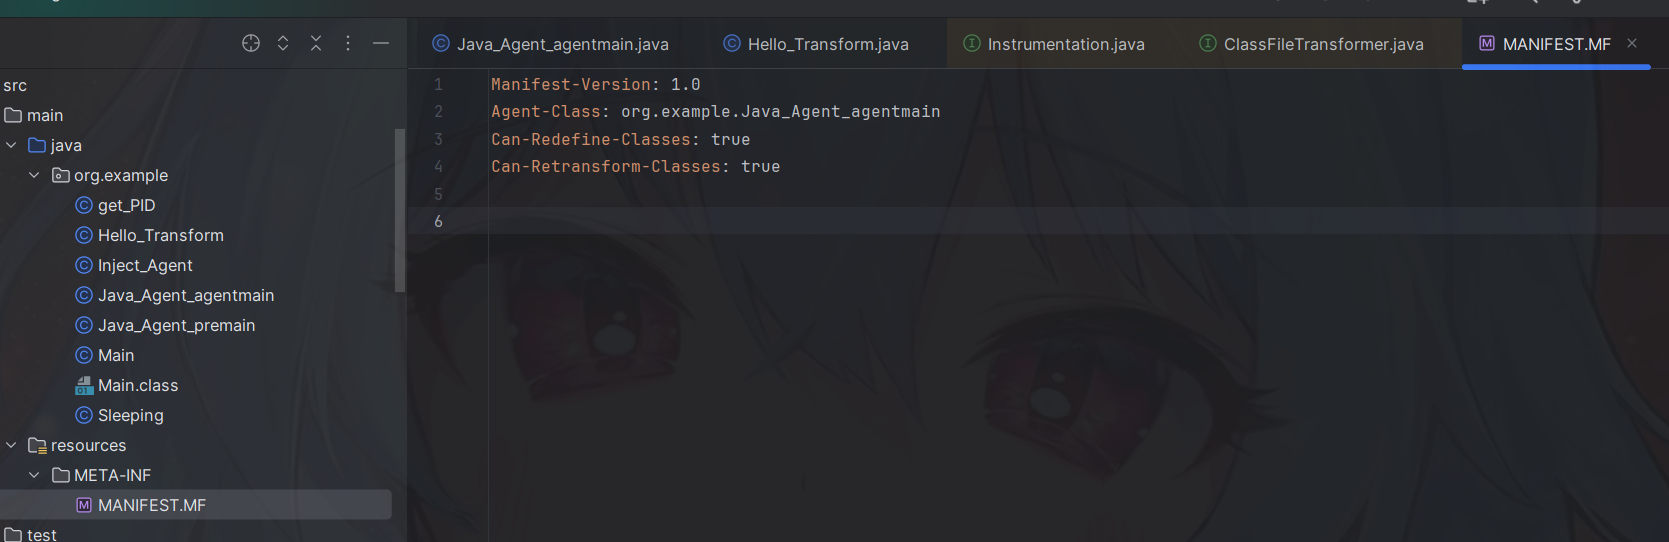 Java_Agent_agentmain.java Hello_Transform.java Instrumentation.java ClassFileTransformer.java MANIFEST.MF
src
main
java
org.example
get_PID
Hello_Transform
Inject_Agent
Java_Agent_agentmain
Java_Agent_premain
Main
Main.class
Sleeping
resources
META-INF
MANIFEST.MF
test
1 Manifest-Version: 1.0
2 Agent-Class: org.example.Java_Agent_agentmain
3 Can-Redefine-Classes: true
4 Can-Retransform-Classes: true
5
6